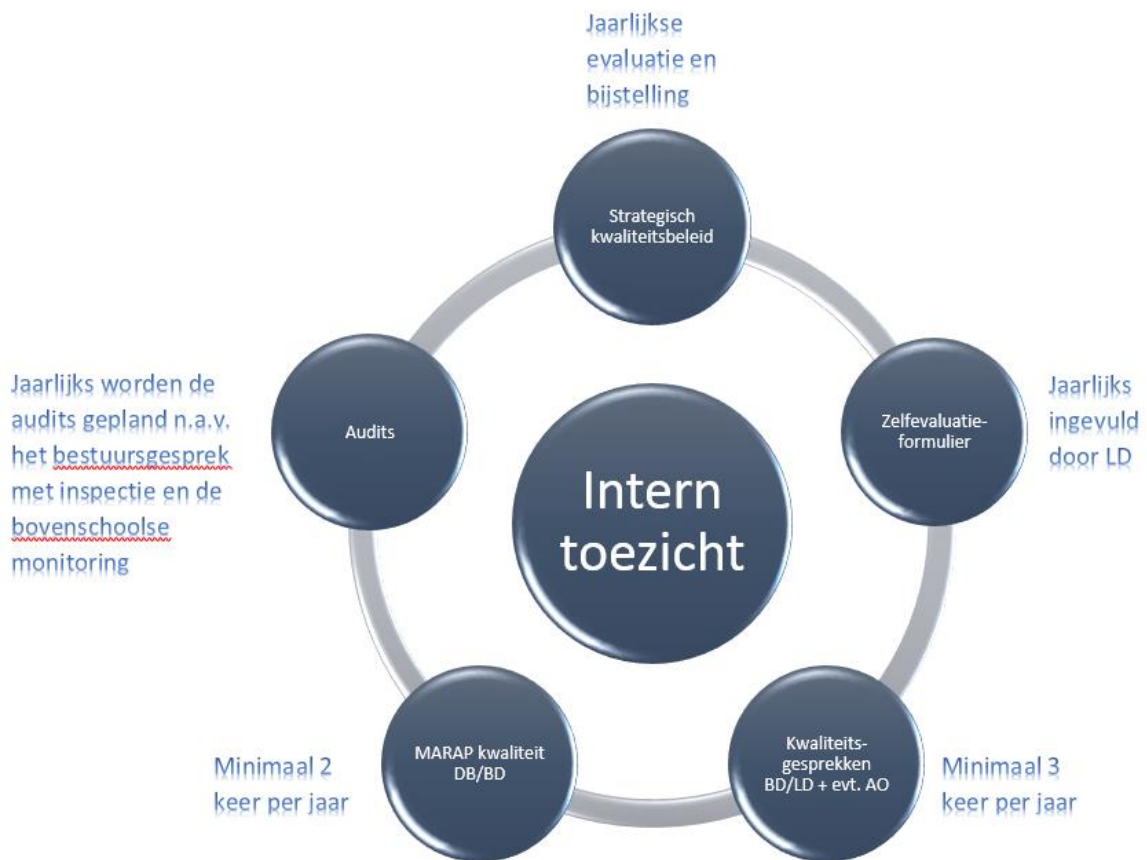 Jaarlijkse
evaluatie en
bijstelling
Strategisch
kwaliteitsbeleid
Jaarlijks worden de
audits gepland n.a.v.
het bestuursgesprek
met inspectie en de
bovenschoolse
monitoring
Audits
Intern
toezicht
Zelfevaluatie-
formulier
Jaarlijks
ingevuld
door LD
Minimaal 2
keer per jaar
MARAP kwaliteit
DB/BD
Kwaliteits-
gesprekken
BD/LD + evt. AO
Minimaal 3
keer per jaar